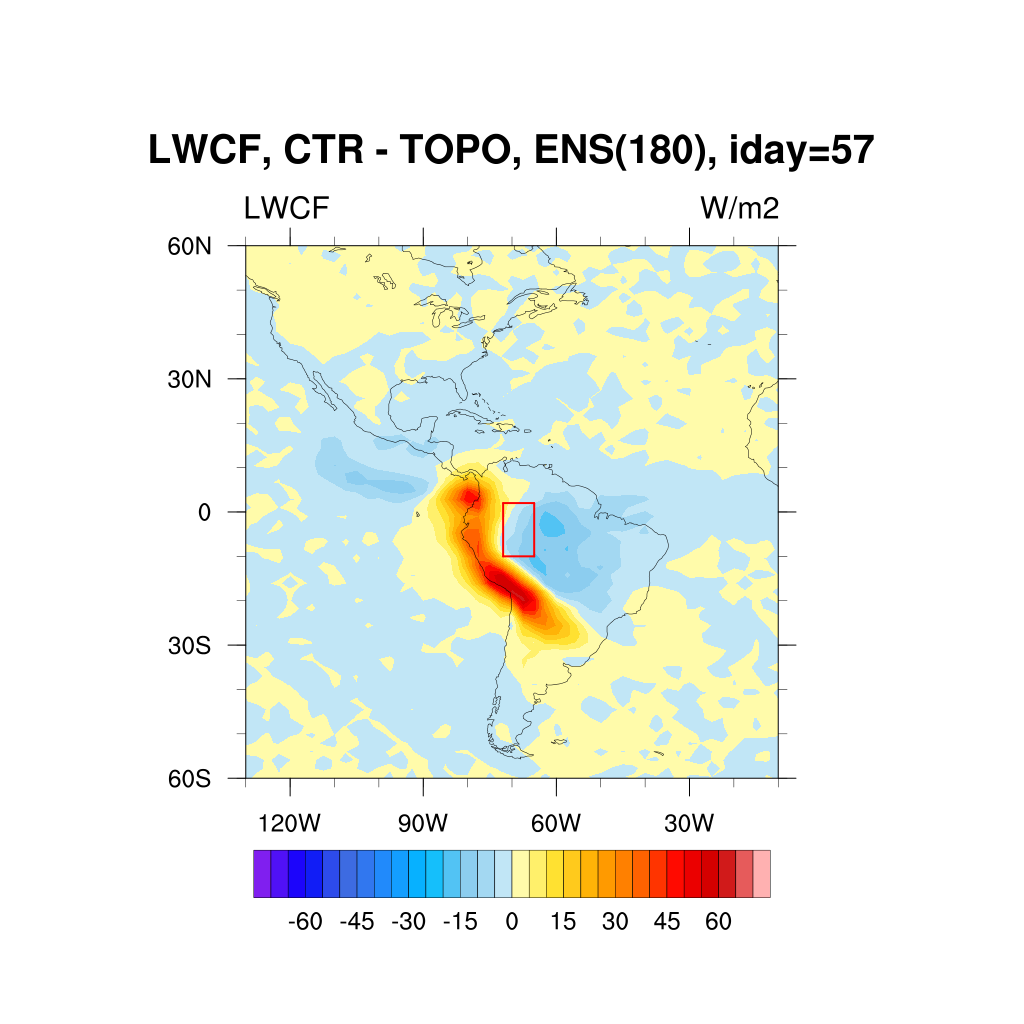 LWCF, CTR - TOPO, ENS(180), iday=57
LWCF W/m2
60N
30N
0
30S
60S
120W 90W 60W 30W
-60 -45 -30 -15 0 15 30 45 60